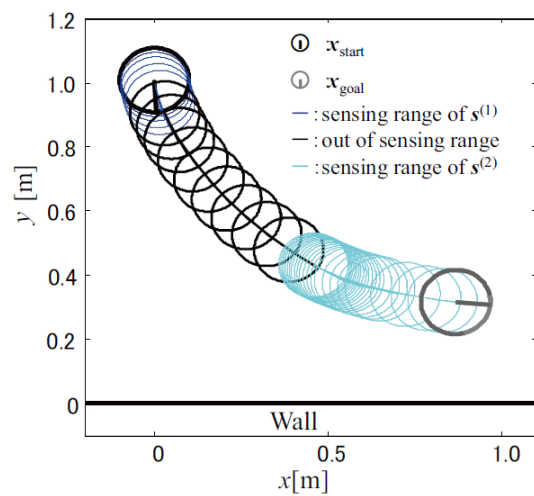 1.2
1.0
0.8
0.6
0.4
0.2
0
y [m]
x_start
x_goal
—:sensing range of s^(1)
—:out of sensing range
—:sensing range of s^(2)
Wall
0
0.5
1.0
x[m]